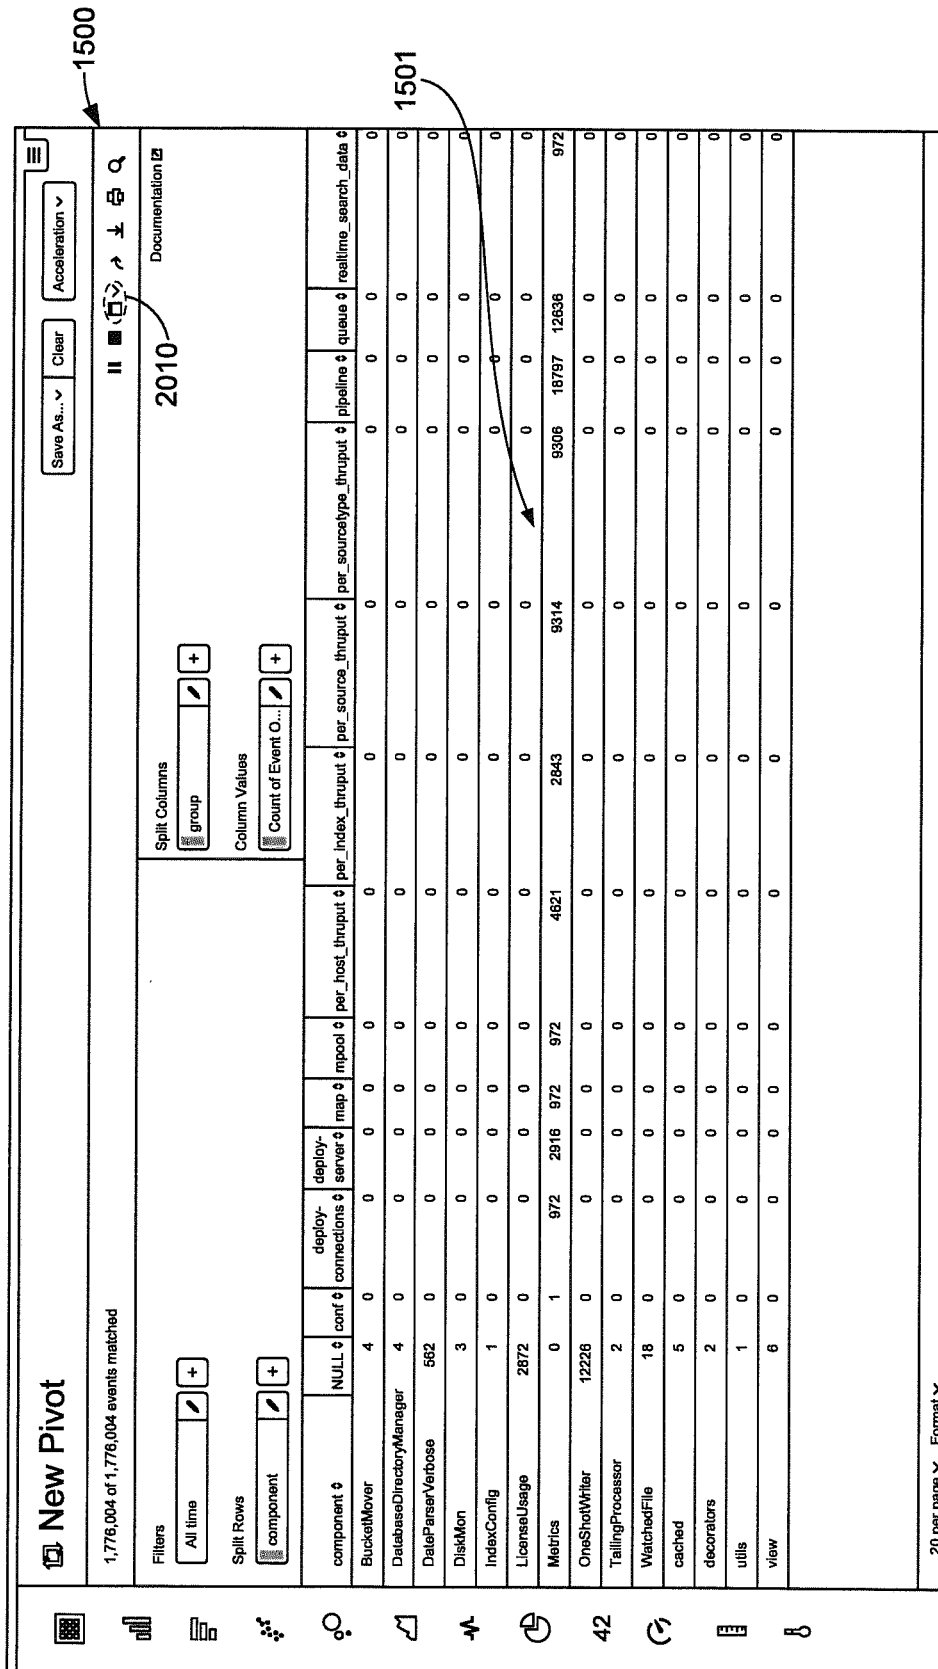 New Pivot
Save As... Clear Acceleration
1500
1,776,004 of 1,776,004 events matched
2010
Filters
All time +
Split Columns
group +
Documentation
Split Rows
component +
Column Values
Count of Event O... +
1501
component NULL conf deploy-connections deploy-server map mpool per_host_thruput per_index_thruput per_source_thruput per_sourcetype_thruput pipeline queue realtime_search_data
BucketMover 4 0 0 0 0 0 0 0 0 0 0 0 0
DatabaseDirectoryManager 4 0 0 0 0 0 0 0 0 0 0 0 0
DateParserVerbose 562 0 0 0 0 0 0 0 0 0 0 0 0
DiskMon 3 0 0 0 0 0 0 0 0 0 0 0 0
IndexConfig 1 0 0 0 0 0 0 0 0 0 0 0 0
LicenseUsage 2872 0 0 0 0 0 0 0 0 0 0 0 0
Metrics 0 1 972 2916 972 972 4621 2843 9314 9306 18797 12636 972
OneShotWriter 12226 0 0 0 0 0 0 0 0 0 0 0 0
TailingProcessor 2 0 0 0 0 0 0 0 0 0 0 0 0
WatchedFile 18 0 0 0 0 0 0 0 0 0 0 0 0
cached 5 0 0 0 0 0 0 0 0 0 0 0 0
decorators 2 0 0 0 0 0 0 0 0 0 0 0 0
utils 1 0 0 0 0 0 0 0 0 0 0 0 0
view 6 0 0 0 0 0 0 0 0 0 0 0 0
42
20 per page Format